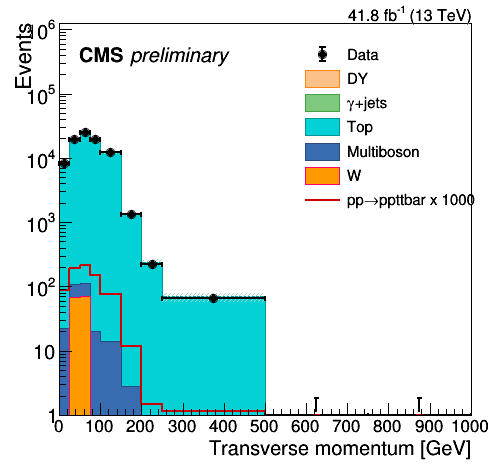 41.8 fb⁻¹ (13 TeV)
Events
CMS preliminary
Data
DY
γ+jets
Top
Multiboson
W
pp→ppttbar x 1000
10⁶
10⁵
10⁴
10³
10²
10
1
0 100 200 300 400 500 600 700 800 900 1000
Transverse momentum [GeV]